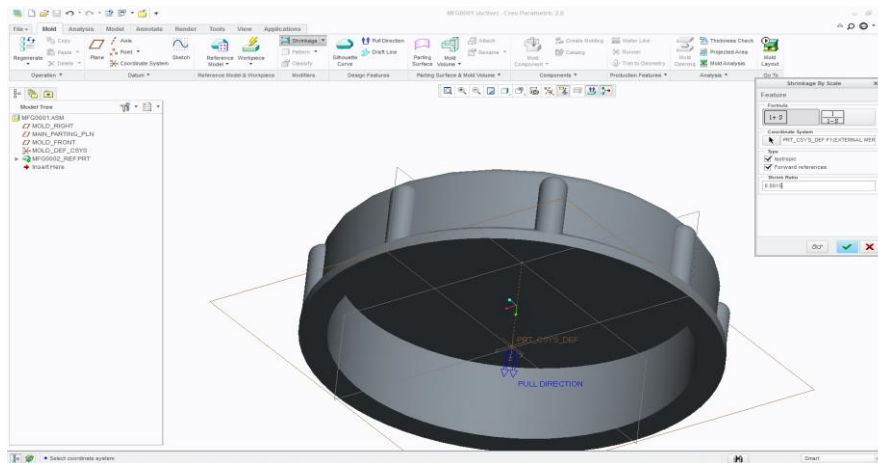 MFG0001 (Active) - Creo Parametric 2.0
File Mold Analysis Model Annotate Render Tools View Applications
Regenerate
Copy
Paste
Delete
Operation
Plane
Axis
Point
Coordinate System
Sketch
Datum
Reference Model
Workpiece
Reference Model & Workpiece
Shrinkage
Pattern
Classify
Modifiers
Silhouette Curve
Pull Direction
Draft Line
Design Features
Parting Surface
Mold Volume
Attach
Rename
Parting Surface & Mold Volume
Mold Component
Create Molding
Catalog
Components
Water Line
Runner
Trim to Geometry
Production Features
Mold Opening
Thickness Check
Projected Area
Mold Analysis
Analysis
Mold Layout
Go To
Model Tree
MFG0001.ASM
MOLD_RIGHT
MAIN_PARTING_PLN
MOLD_FRONT
MOLD_DEF_CSYS
MFG0002_REF.PRT
Insert Here
PRT_CSYS_DEF
PULL DIRECTION
Shrinkage By Scale
Feature
Formula
1+ S
1
1- S
Coordinate System
PRT_CSYS_DEF:F1(EXTERNAL MER
Type
Isotropic
Forward references
Shrink Ratio
Select coordinate system
Smart